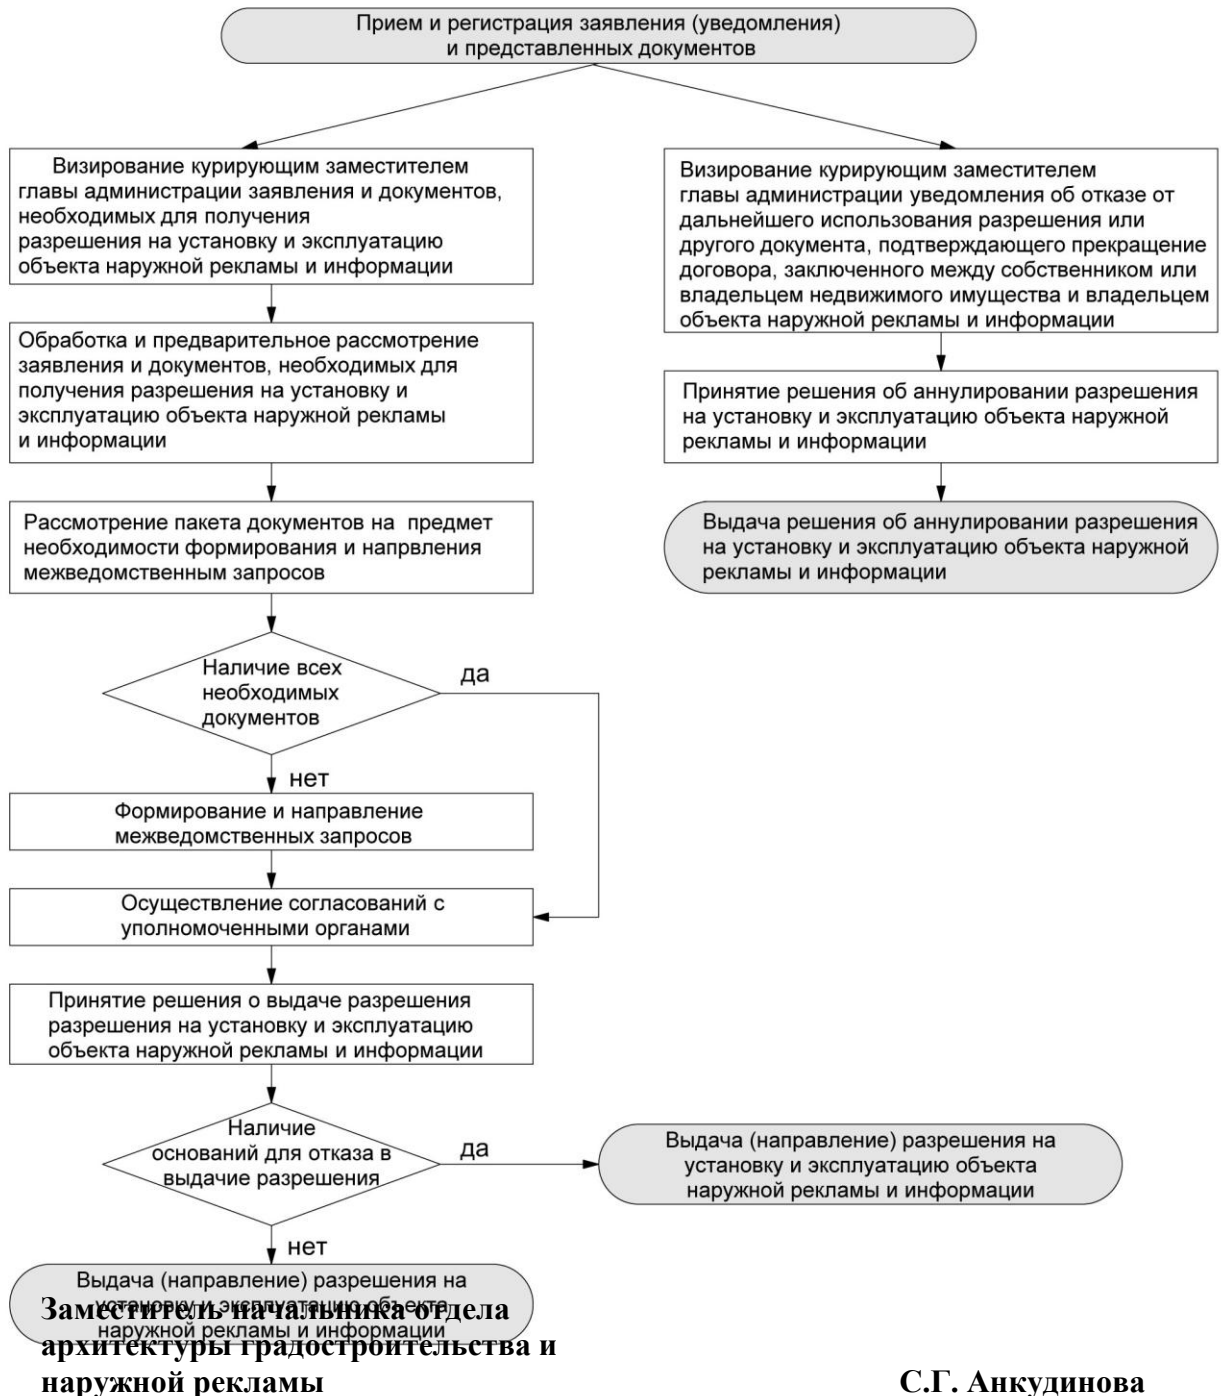 Прием и регистрация заявления (уведомления)
и представленных документов
Визирование курирующим заместителем
главы администрации заявления и документов,
необходимых для получения
разрешения на установку и эксплуатацию
объекта наружной рекламы и информации
Обработка и предварительное рассмотрение
заявления и документов, необходимых для
получения разрешения на установку и
эксплуатацию объекта наружной рекламы
и информации
Рассмотрение пакета документов на предмет
необходимости формирования и напрвления
межведомственным запросов
Наличие всех
необходимых
документов
да
нет
Формирование и направление
межведомственных запросов
Осуществление согласований с
уполномоченными органами
Принятие решения о выдаче разрешения
разрешения на установку и эксплуатацию
объекта наружной рекламы и информации
Наличие
оснований для отказа в
выдачие разрешения
да
нет
Выдача (направление) разрешения на
установку и эксплуатацию объекта
наружной рекламы и информации
Визирование курирующим заместителем
главы администрации уведомления об отказе от
дальнейшего использования разрешения или
другого документа, подтверждающего прекращение
договора, заключенного между собственником или
владельцем недвижимого имущества и владельцем
объекта наружной рекламы и информации
Принятие решения об аннулировании разрешения
на установку и эксплуатацию объекта наружной
рекламы и информации
Выдача решения об аннулировании разрешения
на установку и эксплуатацию объекта наружной
рекламы и информации
Выдача (направление) разрешения на
установку и эксплуатацию объекта
наружной рекламы и информации
Заместитель начальника отдела
архитектуры градостроительства и
наружной рекламы
С.Г. Анкудинова